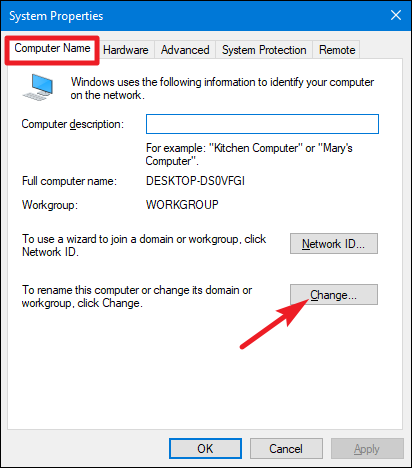 System Properties
Computer Name Hardware Advanced System Protection Remote
Windows uses the following information to identify your computer
on the network.
Computer description:
For example: "Kitchen Computer" or "Mary's
Computer".
Full computer name: DESKTOP-DS0VFGI
Workgroup: WORKGROUP
To use a wizard to join a domain or workgroup, click
Network ID.
Network ID...
To rename this computer or change its domain or
workgroup, click Change.
Change...
OK Cancel Apply